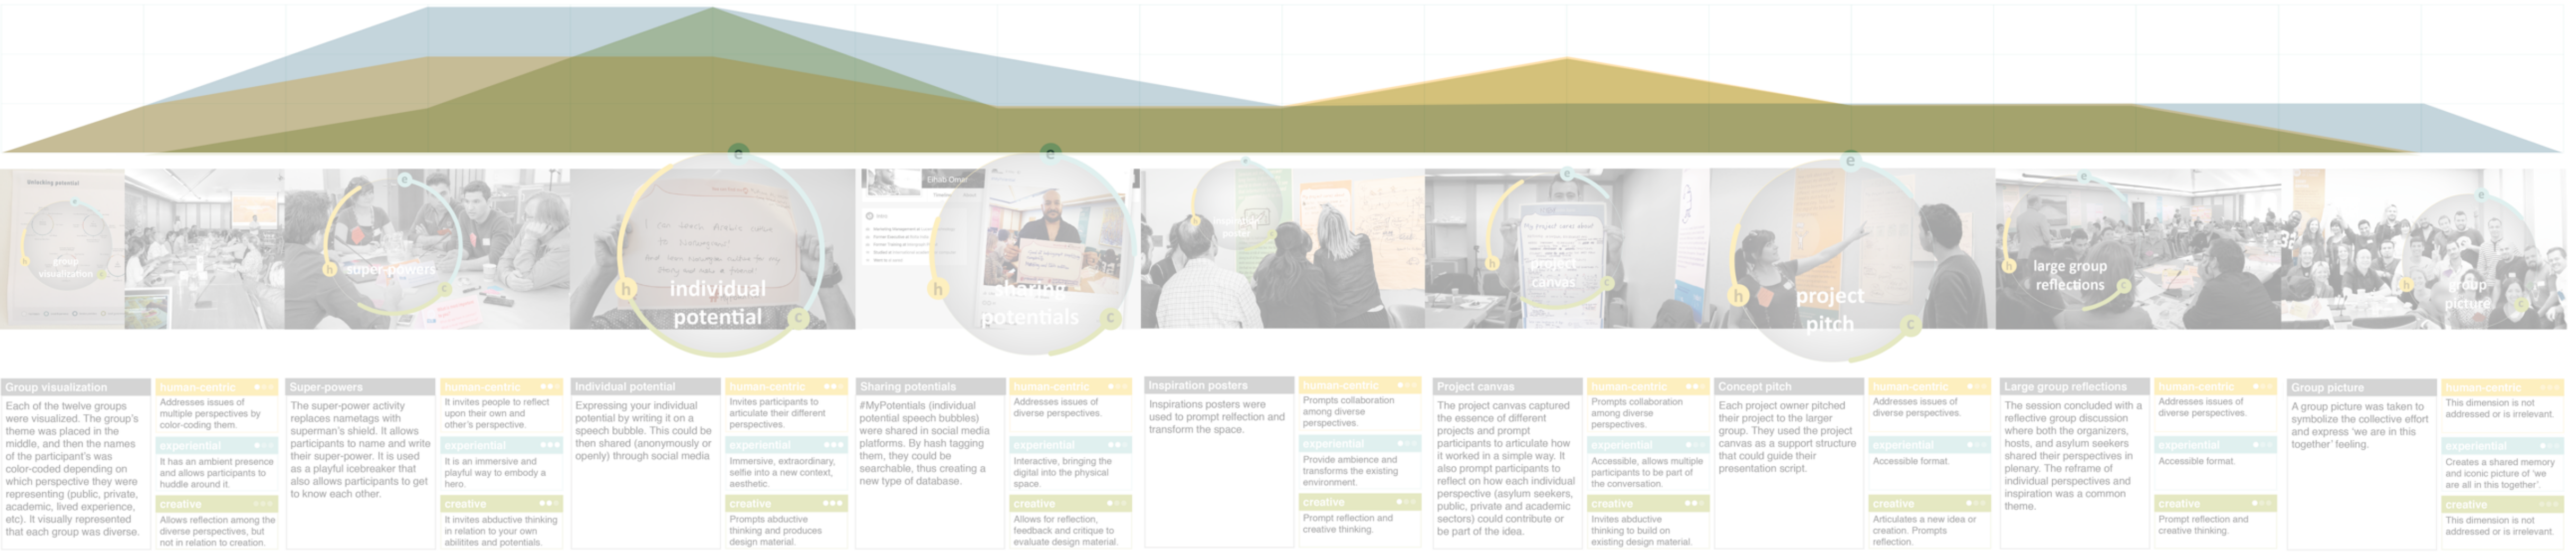 e
e
e
e
e
e
e
h
h
h
h
h
h
h
c
c
c
c
c
c
Unlocking potential
Eihab Omar
I can learn Arabic
to
My project cares about
group
visualization
super-powers
individual
potential
sharing
potentials
inspiration
poster
project
canvas
project
pitch
large group
reflections
group
picture
Group visualization
Each of the twelve groups
were visualized. The group's
theme was placed in the
middle, and then the names
of the participant's was
color-coded depending on
which perspective they were
representing (public, private,
academic, lived experience,
etc). It visually represented
that each group was diverse.
human-centric
Addresses issues of
multiple perspectives by
color-coding them.
experiential
It has an ambient presence
and allows participants to
huddle around it.
creative
Allows reflection among the
diverse perspectives, but
not in relation to creation.
Super-powers
The super-power activity
replaces nametags with
superman's shield. It allows
participants to name and write
their super-power. It is used
as a playful icebreaker that
also allows participants to get
to know each other.
human-centric
It invites people to reflect
upon their own and
other's perspective.
experiential
It is an immersive and
playful way to embody a
hero.
creative
It invites abductive thinking
in relation to your own
abilitites and potentials.
Individual potential
Expressing your individual
potential by writing it on a
speech bubble. This could be
then shared (anonymously or
openly) through social media
human-centric
Invites participants to
articulate their different
perspectives.
experiential
Immersive, extraordinary,
selfie into a new context,
aesthetic.
creative
Prompts abductive
thinking and produces
design material.
Sharing potentials
#MyPotentials (individual
potential speech bubbles)
were shared in social media
platforms. By hash tagging
them, they could be
searchable, thus creating a
new type of database.
human-centric
Addresses issues of
diverse perspectives.
experiential
Interactive, bringing the
digital into the physical
space.
creative
Allows for reflection,
feedback and critique to
evaluate design material.
Inspiration posters
Inspirations posters were
used to prompt relfection and
transform the space.
human-centric
Prompts collaboration
among diverse
perspectives.
experiential
Provide ambience and
transforms the existing
environment.
creative
Prompt reflection and
creative thinking.
Project canvas
The project canvas captured
the essence of different
projects and prompt
participants to articulate how
it worked in a simple way. It
also prompt participants to
reflect on how each individual
perspective (asylum seekers,
public, private and academic
sectors) could contribute or
be part of the idea.
human-centric
Prompts collaboration
among diverse
perspectives.
experiential
Accessible, allows multiple
participants to be part of
the conversation.
creative
Invites abductive
thinking to build on
existing design material.
Concept pitch
Each project owner pitched
their project to the larger
group. They used the project
canvas as a support structure
that could guide their
presentation script.
human-centric
Addresses issues of
diverse perspectives.
experiential
Accessible format.
creative
Articulates a new idea or
creation. Prompts
reflection.
Large group reflections
The session concluded with a
reflective group discussion
where both the organizers,
hosts, and asylum seekers
shared their perspectives in
plenary. The reframe of
individual perspectives and
inspiration was a common
theme.
human-centric
Addresses issues of
diverse perspectives.
experiential
Accessible format.
creative
Prompt reflection and
creative thinking.
Group picture
A group picture was taken to
symbolize the collective effort
and express 'we are in this
together' feeling.
human-centric
This dimension is not
addressed or is irrelevant.
experiential
Creates a shared memory
and iconic picture of 'we
are all in this together'.
creative
This dimension is not
addressed or is irrelevant.